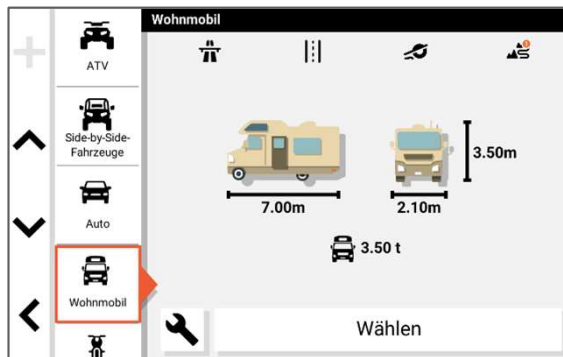 Wohnmobil
ATV
Side-by-Side-
Fahrzeuge
Auto
Wohnmobil
3.50m
7.00m
2.10m
3.50 t
Wählen